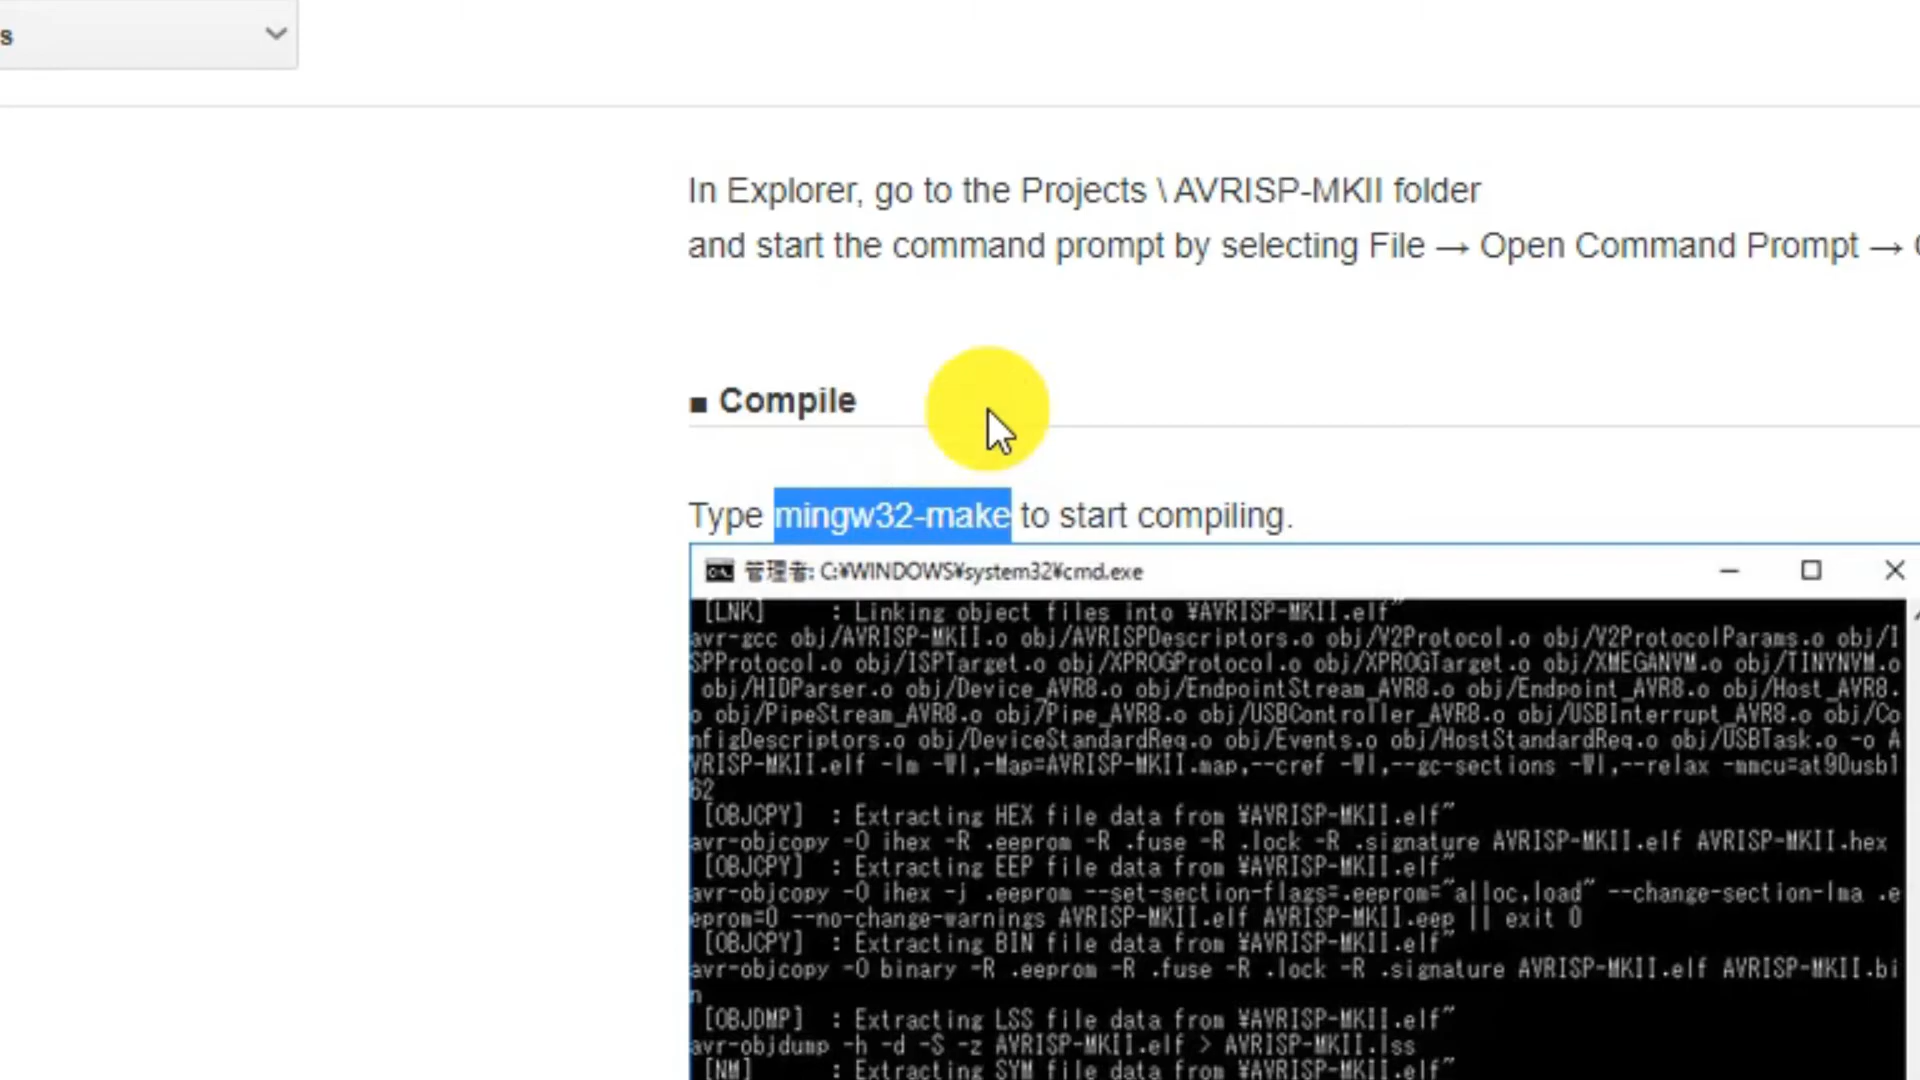 s
In Explorer, go to the Projects \ AVRISP-MKII folder
and start the command prompt by selecting File → Open Command Prompt →
■ Compile
Type mingw32-make to start compiling.
管理者: C:¥WINDOWS¥system32¥cmd.exe
[LNK]     : Linking object files into ¥AVRISP-MKII.elf"
avr-gcc obj/AVRISP-MKII.o obj/AVRISPDescriptors.o obj/V2Protocol.o obj/V2ProtocolParams.o obj/I
SPProtocol.o obj/ISPTarget.o obj/XPROGProtocol.o obj/XPROGTarget.o obj/XMEGANVM.o obj/TINYNVM.o
obj/HIDParser.o obj/Device_AVR8.o obj/EndpointStream_AVR8.o obj/Endpoint_AVR8.o obj/Host_AVR8.
o obj/PipeStream_AVR8.o obj/Pipe_AVR8.o obj/USBController_AVR8.o obj/USBInterrupt_AVR8.o obj/Co
nfigDescriptors.o obj/DeviceStandardReq.o obj/Events.o obj/HostStandardReq.o obj/USBTask.o -o A
VRISP-MKII.elf -lm -Wl,-Map=AVRISP-MKII.map,--cref -Wl,--gc-sections -Wl,--relax -mmcu=at90usb1
62
[OBJCPY]  : Extracting HEX file data from ¥AVRISP-MKII.elf"
avr-objcopy -O ihex -R .eeprom -R .fuse -R .lock -R .signature AVRISP-MKII.elf AVRISP-MKII.hex
[OBJCPY]  : Extracting EEP file data from ¥AVRISP-MKII.elf"
avr-objcopy -O ihex -j .eeprom --set-section-flags=.eeprom="alloc,load" --change-section-lma .e
eprom=0 --no-change-warnings AVRISP-MKII.elf AVRISP-MKII.eep || exit 0
[OBJCPY]  : Extracting BIN file data from ¥AVRISP-MKII.elf"
avr-objcopy -O binary -R .eeprom -R .fuse -R .lock -R .signature AVRISP-MKII.elf AVRISP-MKII.bi
n
[OBJDMP]  : Extracting LSS file data from ¥AVRISP-MKII.elf"
avr-objdump -h -d -S -z AVRISP-MKII.elf > AVRISP-MKII.lss
[NM]      : Extracting SYM file data from ¥AVRISP-MKII.elf"